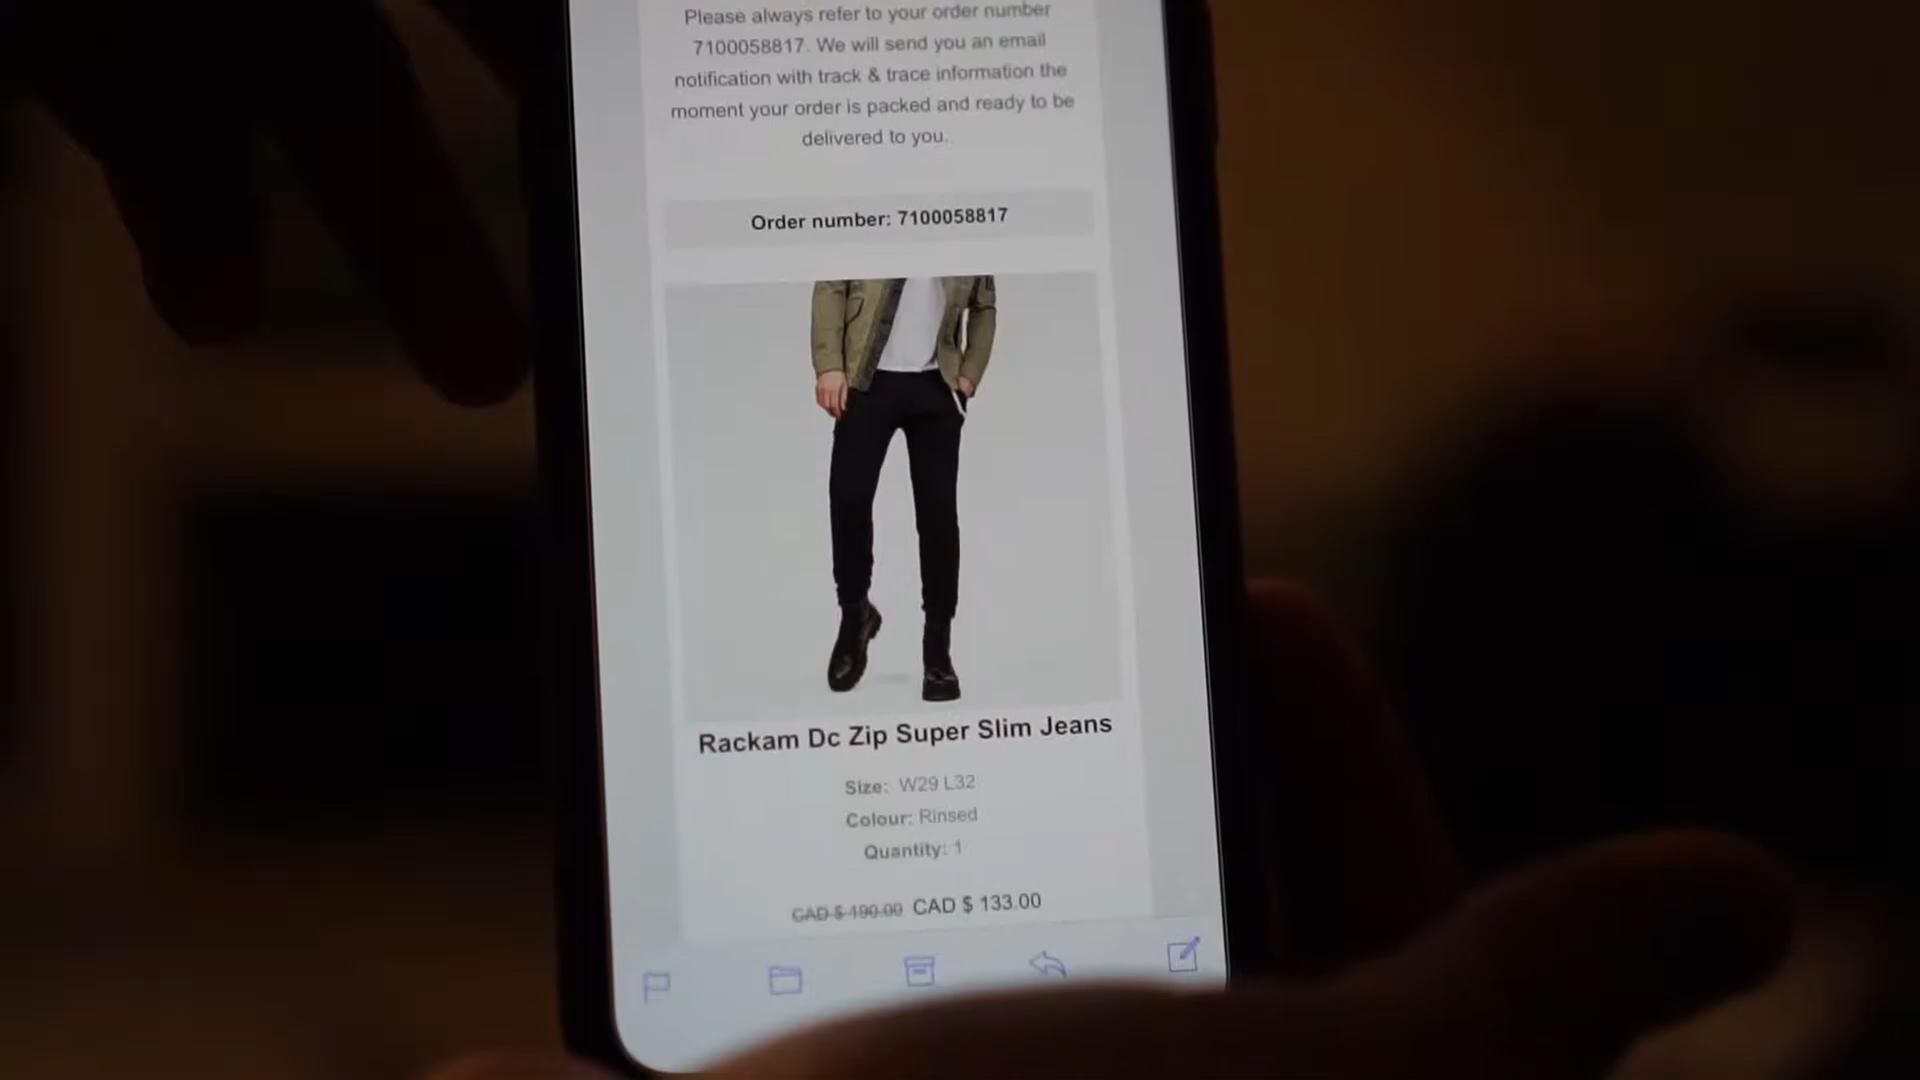 Please always refer to your order number
7100058817. We will send you an email
notification with track & trace information the
moment your order is packed and ready to be
delivered to you.
Order number: 7100058817
Rackam Dc Zip Super Slim Jeans
Size: W29 L32
Colour: Rinsed
Quantity: 1
CAD $ 190.00 CAD $ 133.00